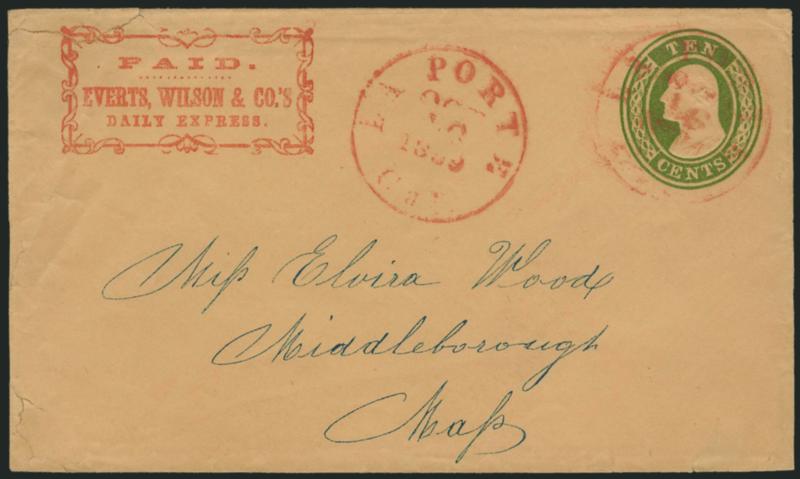 PAID.
EVERTS, WILSON & CO.'S
DAILY EXPRESS.
LA PORTE
OCT
1859
CAL
TEN
CENTS
Miſs Elvira Wood
Middleborough
Maſs